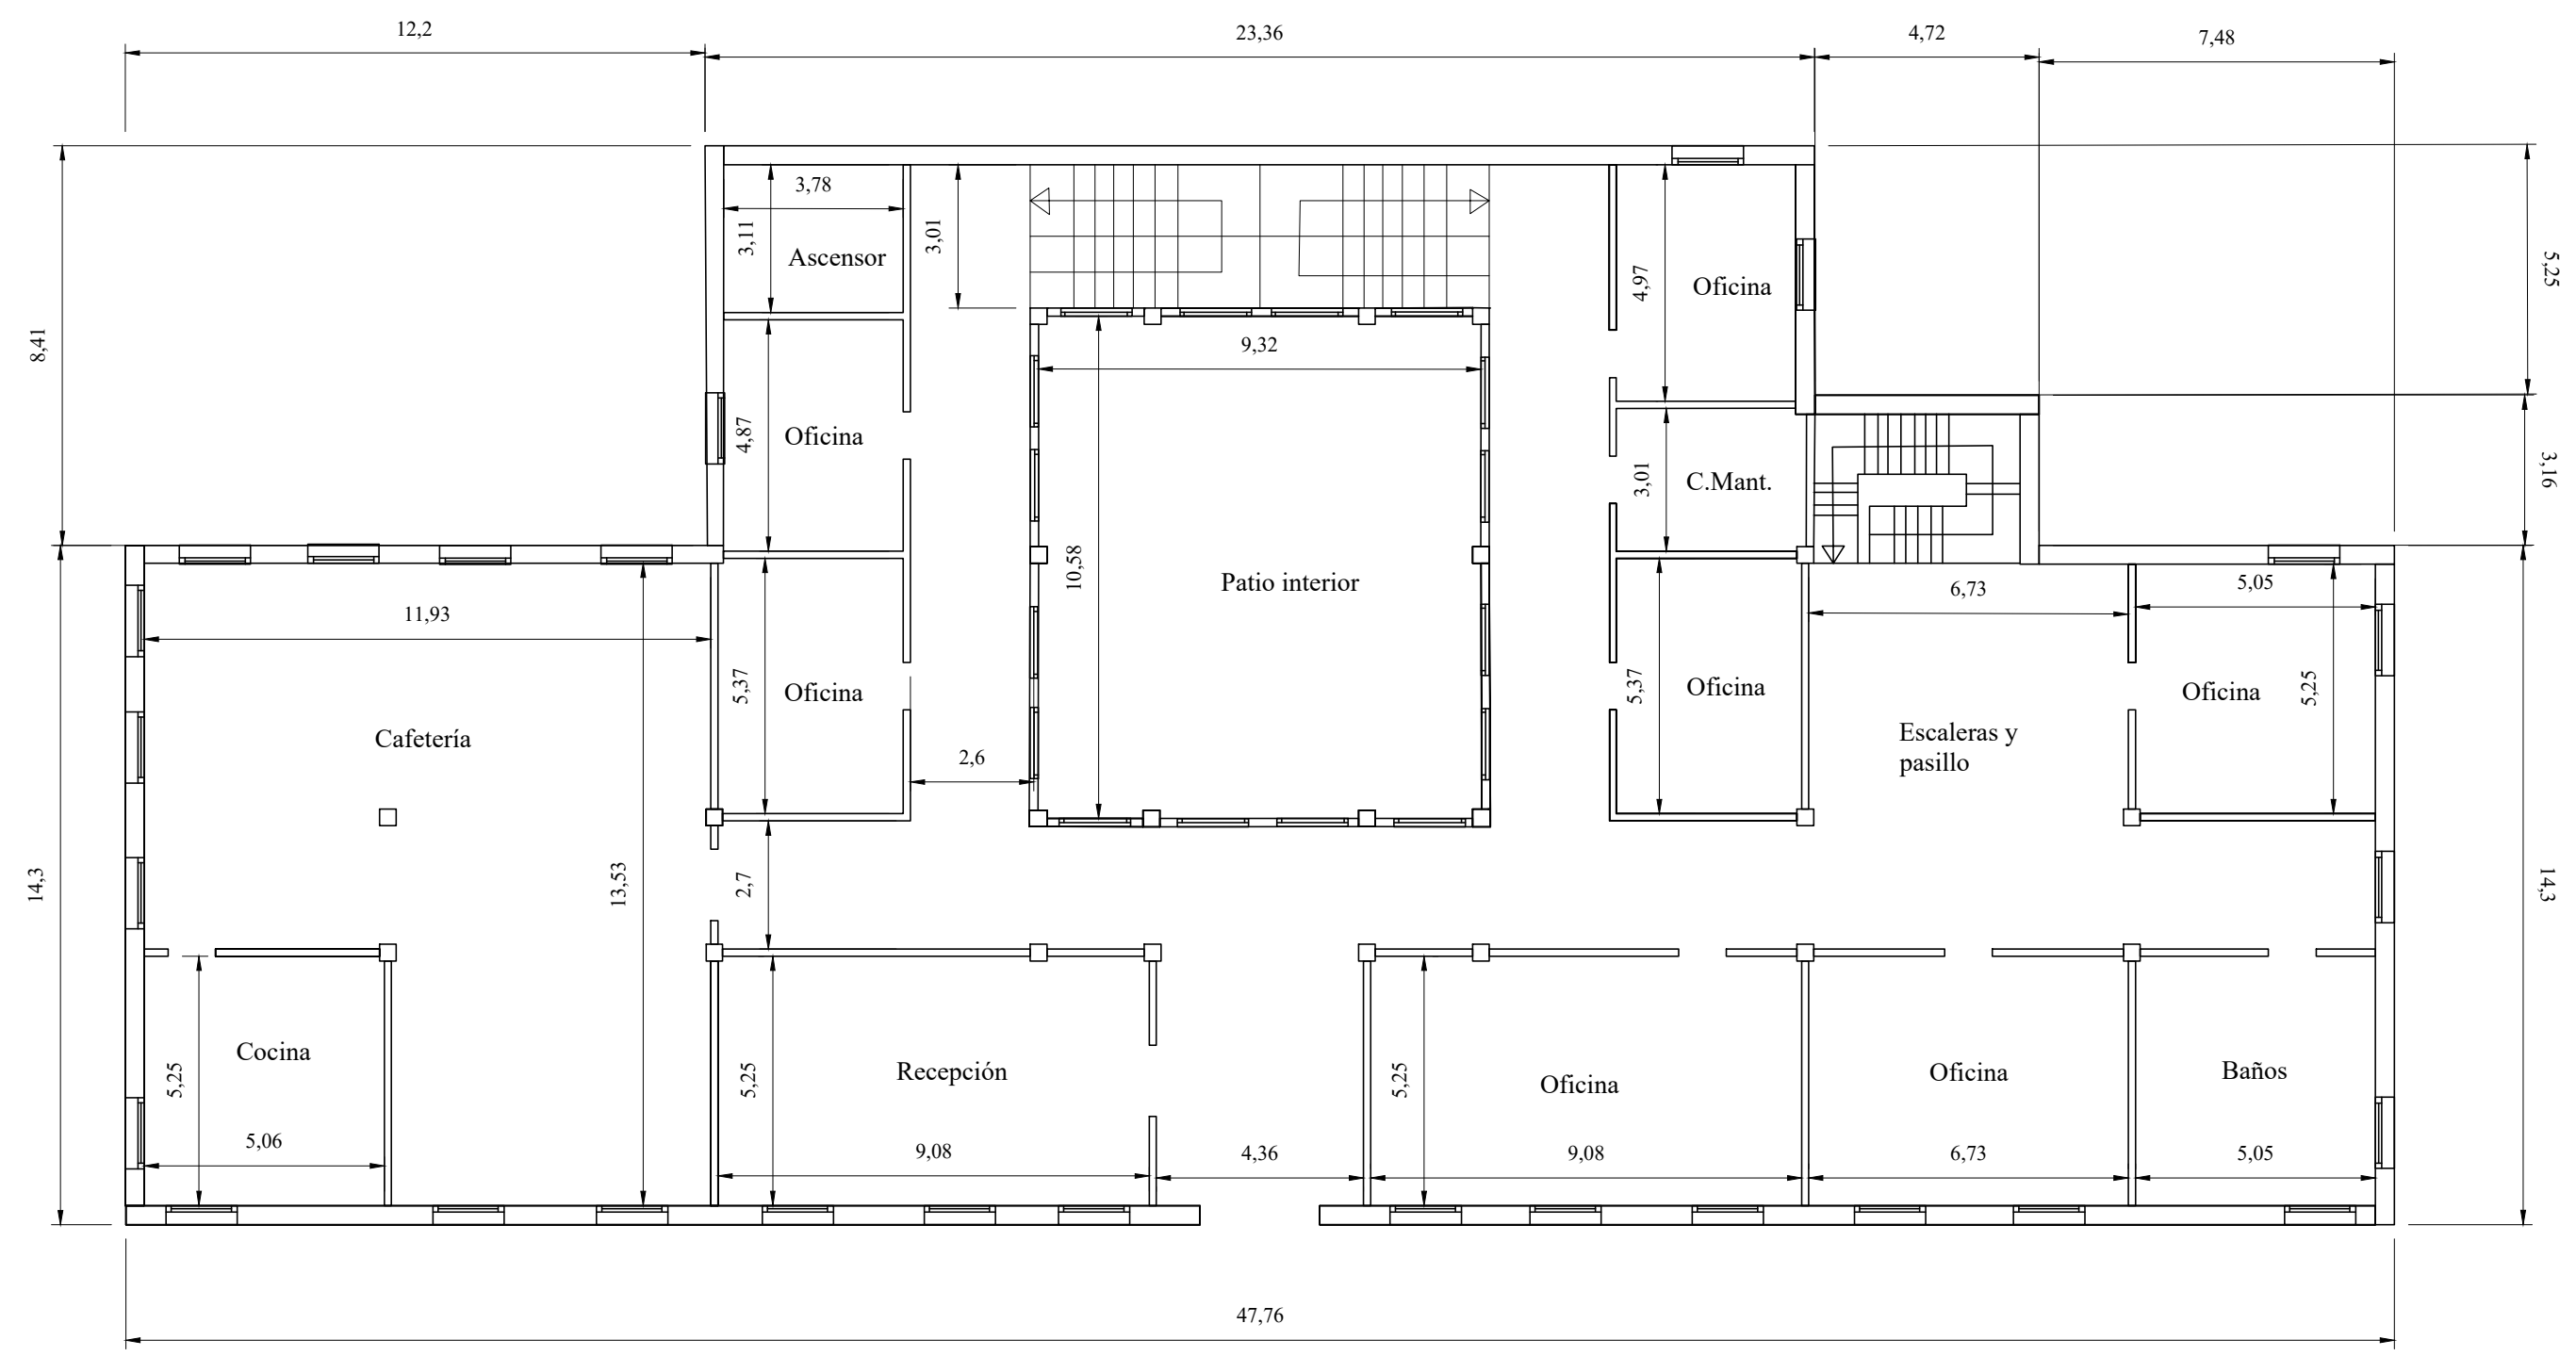 12,2
23,36
4,72
7,48
3,78
3,11
Ascensor
3,01
4,97
Oficina
5,25
8,41
9,32
4,87
Oficina
3,01
C.Mant.
3,16
10,58
Patio interior
11,93
6,73
5,05
5,37
Oficina
5,37
Oficina
Oficina
5,25
Cafetería
Escaleras y
pasillo
2,6
14,3
13,53
2,7
14,3
Cocina
5,25
5,06
Recepción
5,25
9,08
4,36
5,25
Oficina
9,08
Oficina
6,73
Baños
5,05
47,76